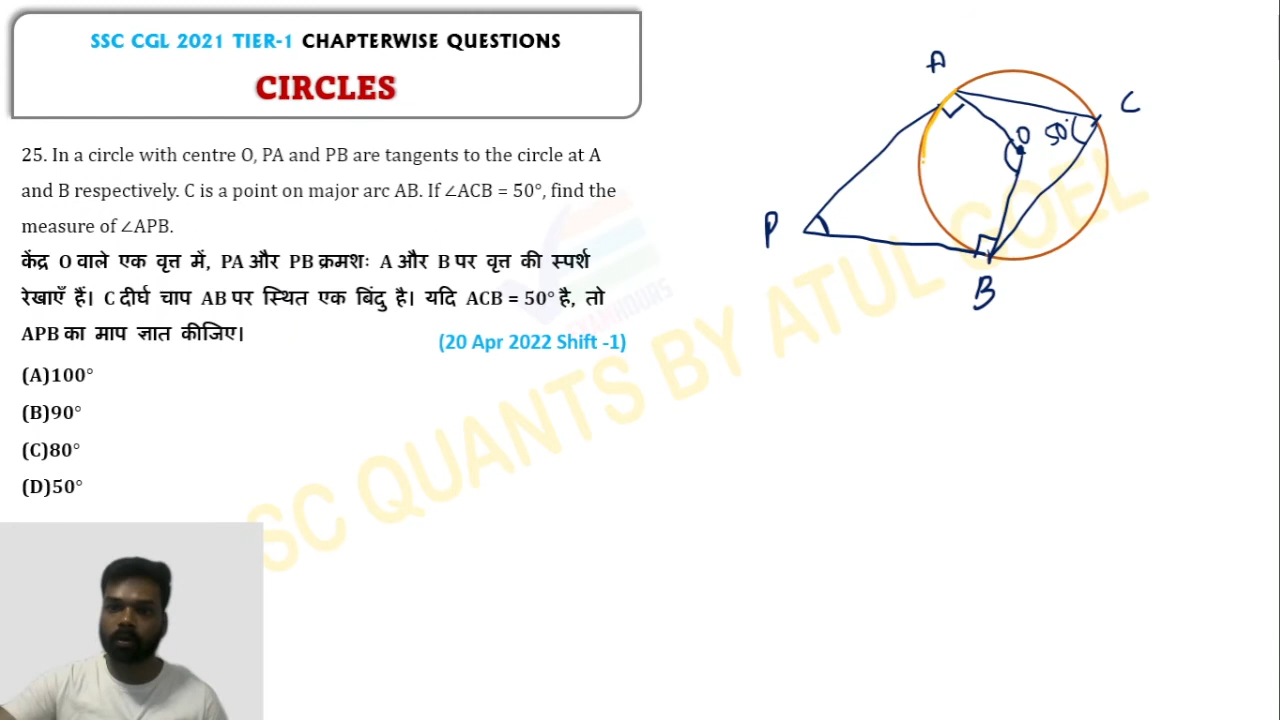 SSC CGL 2021 TIER-1 CHAPTERWISE QUESTIONS
CIRCLES
25. In a circle with centre O, PA and PB are tangents to the circle at A
and B respectively. C is a point on major arc AB. If ∠ACB = 50°, find the
measure of ∠APB.
केंद्र O वाले एक वृत्त में, PA और PB क्रमशः A और B पर वृत्त की स्पर्श
रेखाएँ हैं। C दीर्घ चाप AB पर स्थित एक बिंदु है। यदि ACB = 50° है, तो
APB का माप ज्ञात कीजिए।
(20 Apr 2022 Shift -1)
(A)100°
(B)90°
(C)80°
(D)50°
A
C
O
50°
P
B
SC QUANTS BY ATUL GOEL